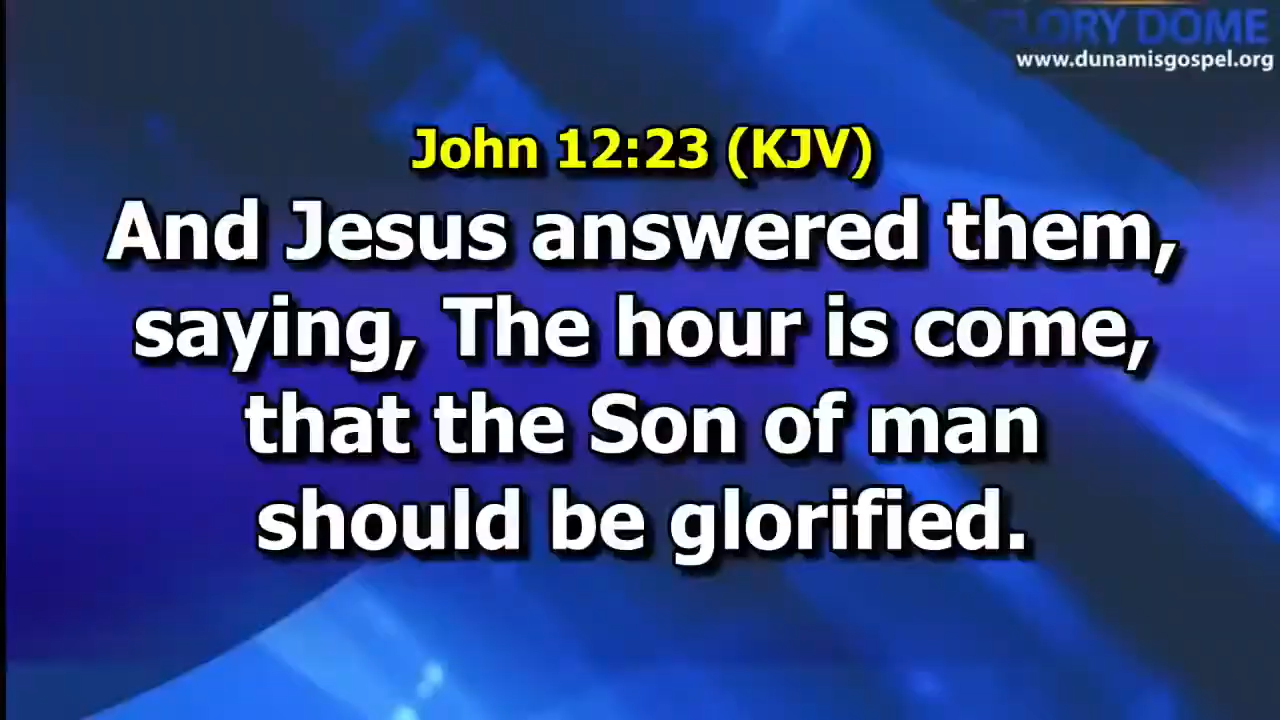 GLORY DOME
www.dunamisgospel.org
John 12:23 (KJV)
And Jesus answered them,
saying, The hour is come,
that the Son of man
should be glorified.